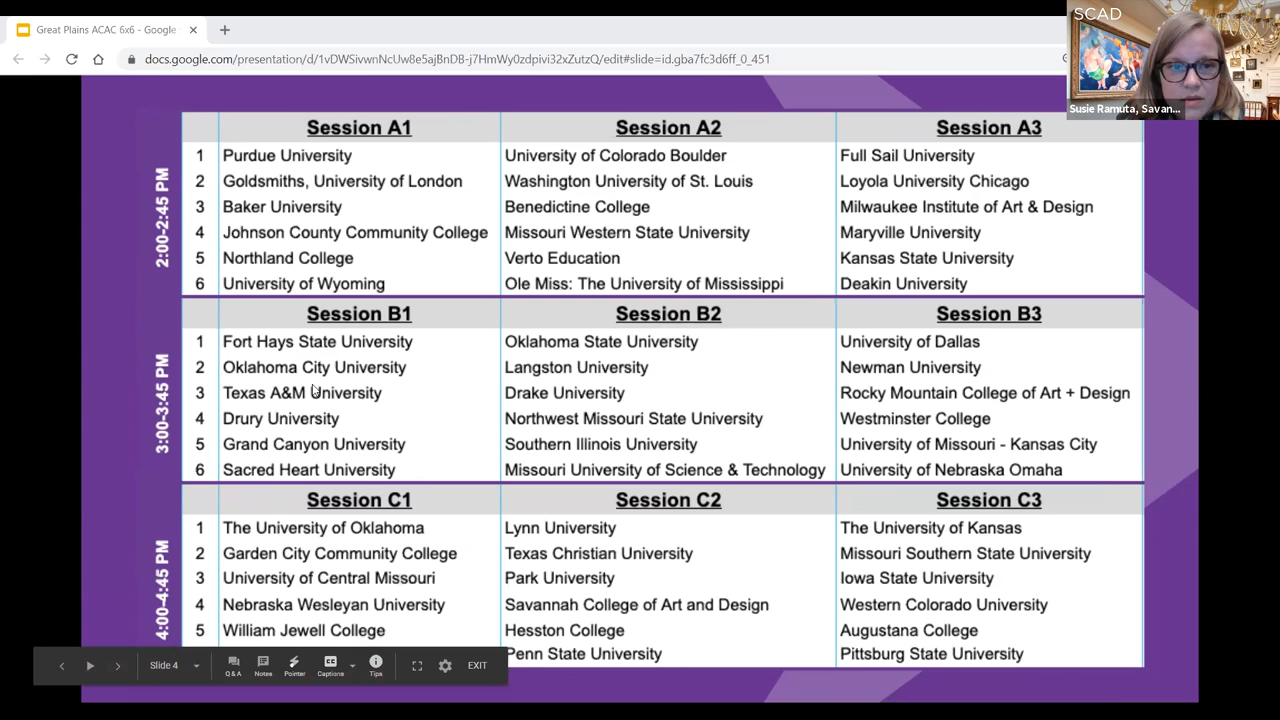 Great Plains ACAC 6x6 - Google
docs.google.com/presentation/d/1vDWSivwnNcUw8e5ajBnDB-j7HmWy0zdpivi32xZutzQ/edit#slide=id.gba7fc3d6ff_0_451
SCAD
Susie Ramuta, Savan...
Session A1 Session A2 Session A3
2:00-2:45 PM
1 Purdue University University of Colorado Boulder Full Sail University
2 Goldsmiths, University of London Washington University of St. Louis Loyola University Chicago
3 Baker University Benedictine College Milwaukee Institute of Art & Design
4 Johnson County Community College Missouri Western State University Maryville University
5 Northland College Verto Education Kansas State University
6 University of Wyoming Ole Miss: The University of Mississippi Deakin University
Session B1 Session B2 Session B3
3:00-3:45 PM
1 Fort Hays State University Oklahoma State University University of Dallas
2 Oklahoma City University Langston University Newman University
3 Texas A&M University Drake University Rocky Mountain College of Art + Design
4 Drury University Northwest Missouri State University Westminster College
5 Grand Canyon University Southern Illinois University University of Missouri - Kansas City
6 Sacred Heart University Missouri University of Science & Technology University of Nebraska Omaha
Session C1 Session C2 Session C3
4:00-4:45 PM
1 The University of Oklahoma Lynn University The University of Kansas
2 Garden City Community College Texas Christian University Missouri Southern State University
3 University of Central Missouri Park University Iowa State University
4 Nebraska Wesleyan University Savannah College of Art and Design Western Colorado University
5 William Jewell College Hesston College Augustana College
Penn State University Pittsburg State University
Slide 4
Q & A Notes Pointer Captions Tips
EXIT